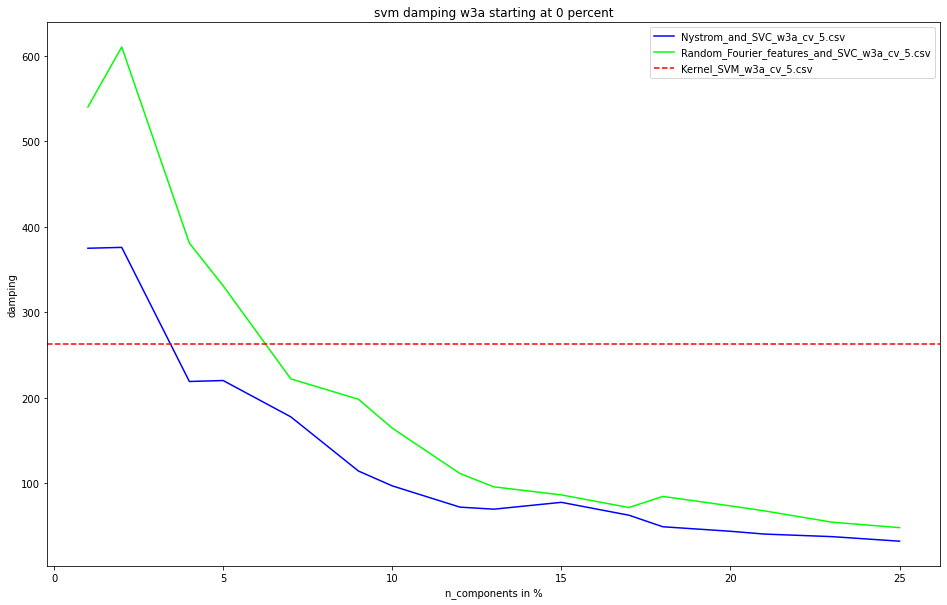 svm damping w3a starting at 0 percent
Nystrom_and_SVC_w3a_cv_5.csv
Random_Fourier_features_and_SVC_w3a_cv_5.csv
Kernel_SVM_w3a_cv_5.csv
600
500
400
300
200
100
damping
0 5 10 15 20 25
n_components in %